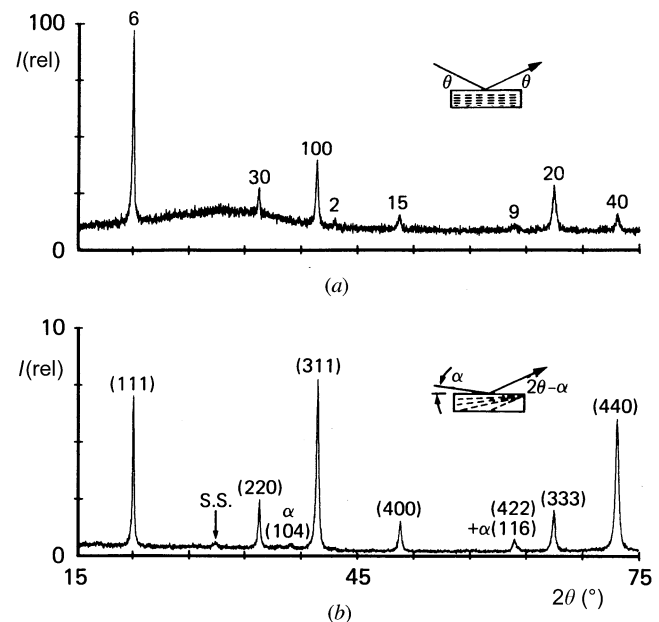 100
6
I(rel)
θ
θ
30
100
2
15
9
20
40
0
(a)
10
I(rel)
(111)
S.S.
(220)
α
(104)
(311)
(400)
(422)
+α(116)
(333)
(440)
α
2θ–α
0
15
45
75
2θ (°)
(b)